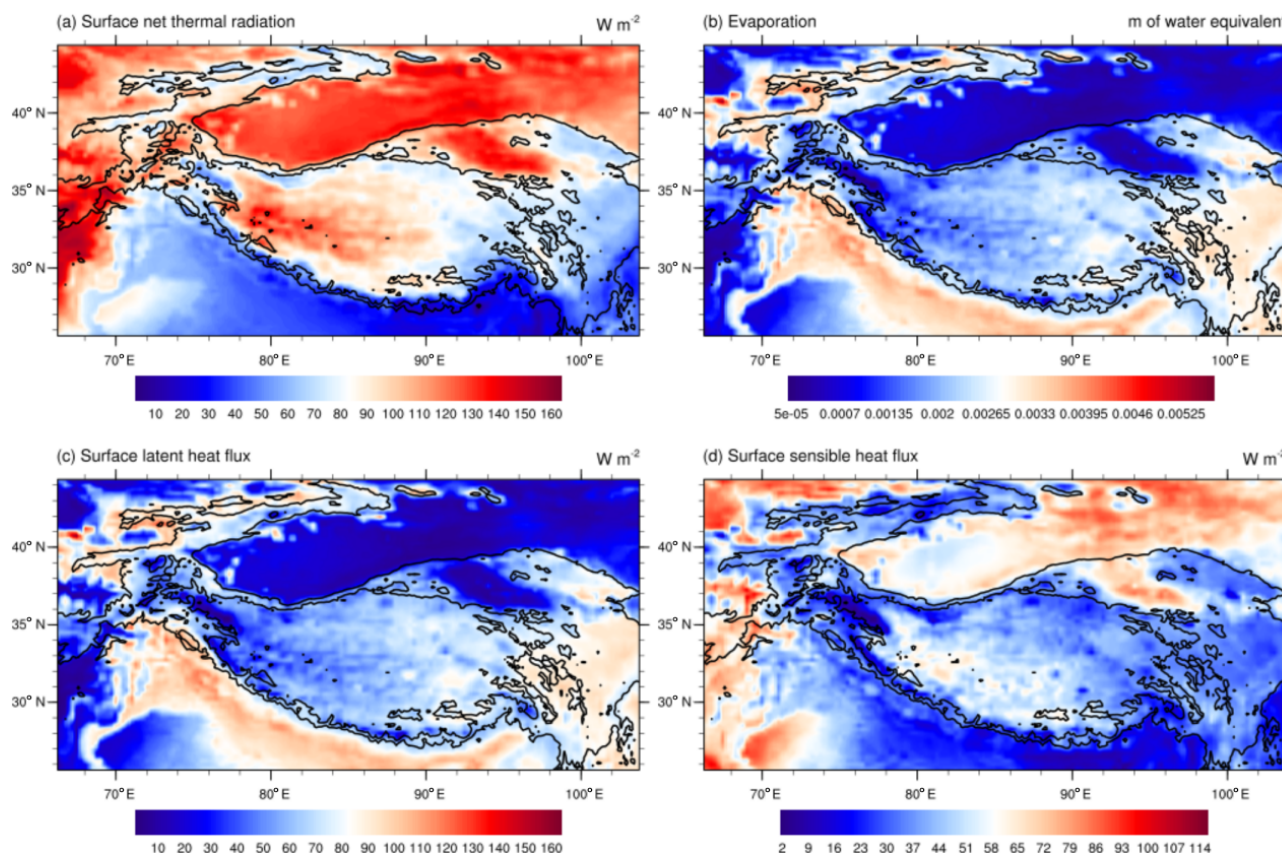 (a) Surface net thermal radiation W m-2
(b) Evaporation m of water equivalent
40° N
35° N
30° N
70° E 80° E 90° E 100° E
10 20 30 40 50 60 70 80 90 100 110 120 130 140 150 160
40° N
35° N
30° N
70° E 80° E 90° E 100° E
5e-05 0.0007 0.00135 0.002 0.00265 0.0033 0.00395 0.0046 0.00525
(c) Surface latent heat flux W m-2
(d) Surface sensible heat flux W m-2
40° N
35° N
30° N
70° E 80° E 90° E 100° E
10 20 30 40 50 60 70 80 90 100 110 120 130 140 150 160
40° N
35° N
30° N
70° E 80° E 90° E 100° E
2 9 16 23 30 37 44 51 58 65 72 79 86 93 100 107 114